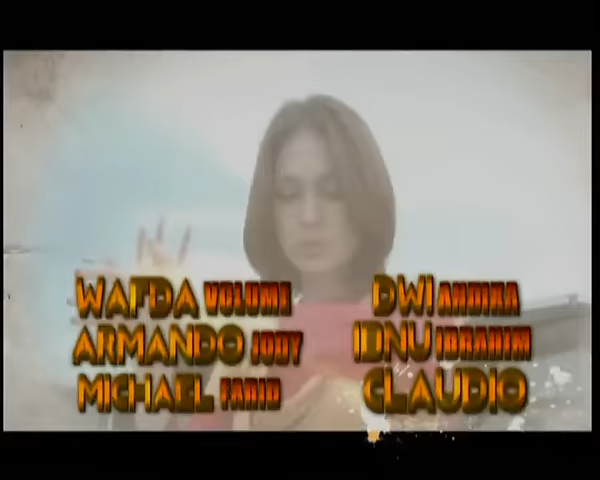 WAFDA VOLUME
DWI ANDIKA
ARMANDO JODY
IBNU IBRAHIM
MICHAEL FARID
CLAUDIO